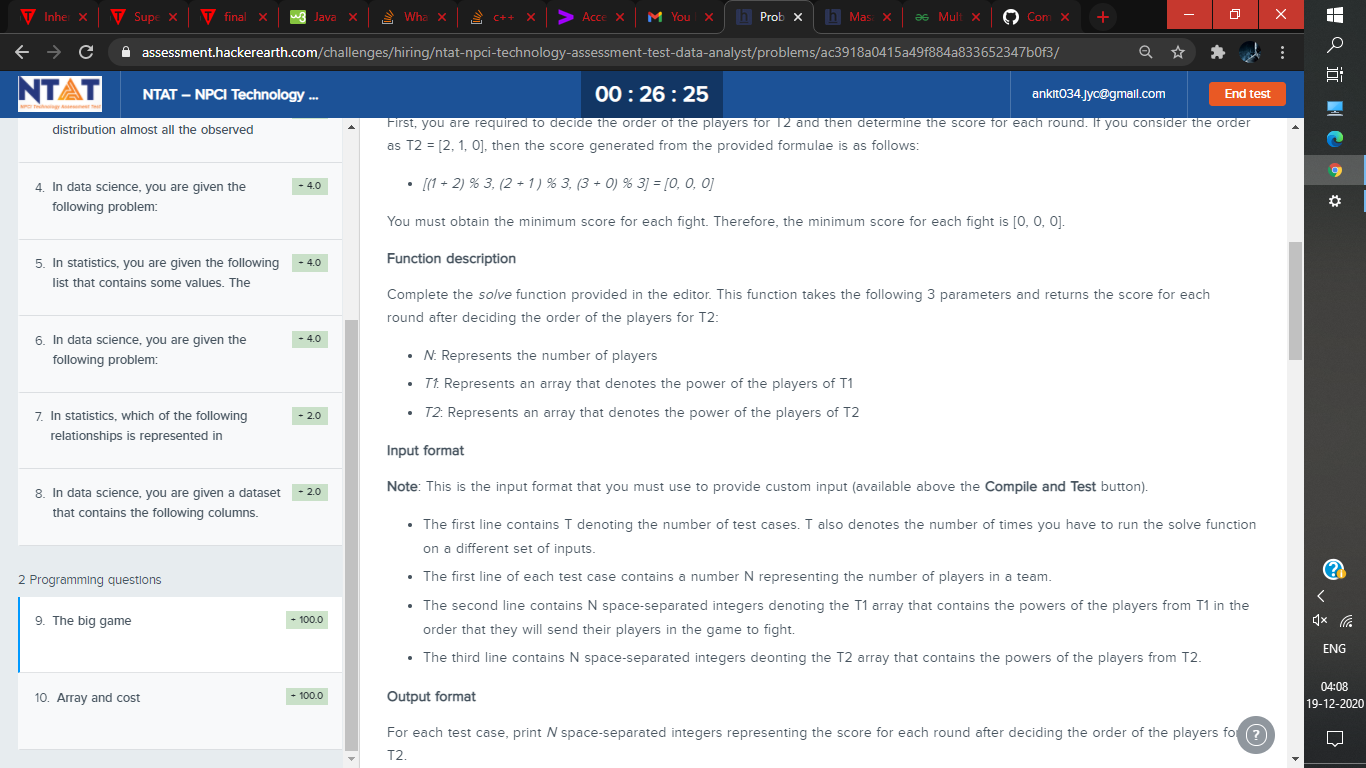 Inher
Supe
final
Java
Wha
c++
Acce
You
Prob
Mas
Mult
Com
assessment.hackerearth.com/challenges/hiring/ntat-npci-technology-assessment-test-data-analyst/problems/ac3918a0415a49f884a833652347b0f3/
NTAT
NPCI Technology Assessment Test
NTAT – NPCI Technology ...
00 : 26 : 25
ankit034.jyc@gmail.com
End test
distribution almost all the observed
4. In data science, you are given the
following problem:
+ 4.0
5. In statistics, you are given the following
list that contains some values. The
+ 4.0
6. In data science, you are given the
following problem:
+ 4.0
7. In statistics, which of the following
relationships is represented in
+ 2.0
8. In data science, you are given a dataset
that contains the following columns.
+ 2.0
2 Programming questions
9. The big game
+ 100.0
10. Array and cost
+ 100.0
First, you are required to decide the order of the players for T2 and then determine the score for each round. If you consider the order
as T2 = [2, 1, 0], then the score generated from the provided formulae is as follows:
• [(1 + 2) % 3, (2 + 1 ) % 3, (3 + 0) % 3] = [0, 0, 0]
You must obtain the minimum score for each fight. Therefore, the minimum score for each fight is [0, 0, 0].
Function description
Complete the solve function provided in the editor. This function takes the following 3 parameters and returns the score for each
round after deciding the order of the players for T2:
• N: Represents the number of players
• T1: Represents an array that denotes the power of the players of T1
• T2: Represents an array that denotes the power of the players of T2
Input format
Note: This is the input format that you must use to provide custom input (available above the Compile and Test button).
• The first line contains T denoting the number of test cases. T also denotes the number of times you have to run the solve function
on a different set of inputs.
• The first line of each test case contains a number N representing the number of players in a team.
• The second line contains N space-separated integers denoting the T1 array that contains the powers of the players from T1 in the
order that they will send their players in the game to fight.
• The third line contains N space-separated integers deonting the T2 array that contains the powers of the players from T2.
Output format
For each test case, print N space-separated integers representing the score for each round after deciding the order of the players for
T2.
ENG
04:08
19-12-2020